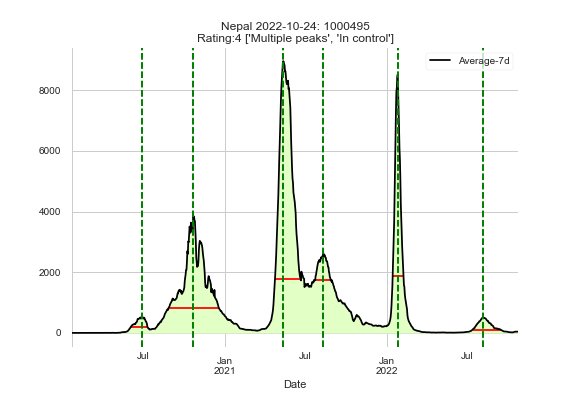 Nepal 2022-10-24: 1000495
Rating:4 ['Multiple peaks', 'In control']
Average-7d
8000
6000
4000
2000
0
Jul
Jan
2021
Jul
Jan
2022
Jul
Date